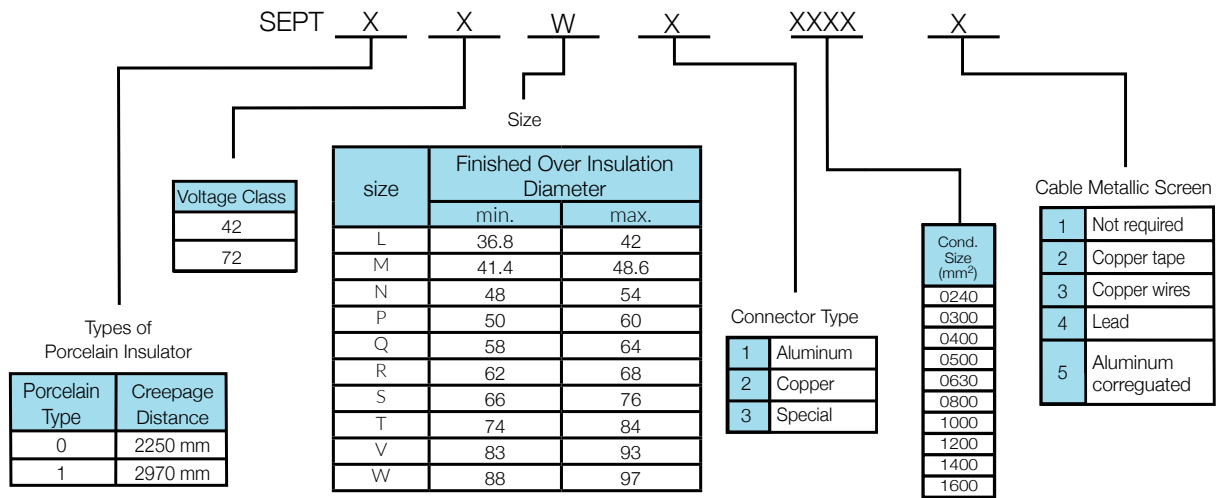 SEPT X X W X XXXX X
Size
Voltage Class
42
72
size Finished Over Insulation Diameter
min. max.
L 36.8 42
M 41.4 48.6
N 48 54
P 50 60
Q 58 64
R 62 68
S 66 76
T 74 84
V 83 93
W 88 97
Types of
Porcelain Insulator
Porcelain Type Creepage Distance
0 2250 mm
1 2970 mm
Connector Type
1 Aluminum
2 Copper
3 Special
Cond.
Size
(mm²)
0240
0300
0400
0500
0630
0800
1000
1200
1400
1600
Cable Metallic Screen
1 Not required
2 Copper tape
3 Copper wires
4 Lead
5 Aluminum correguated